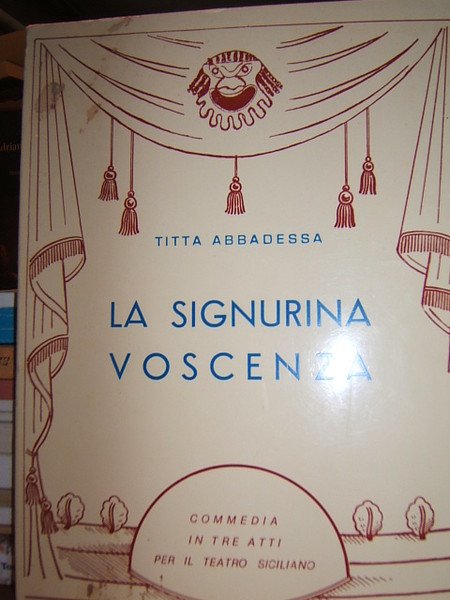 TITTA ABBADESSA
LA SIGNURINA
VOSCENZA
COMMEDIA
IN TRE ATTI
PER IL TEATRO SICILIANO